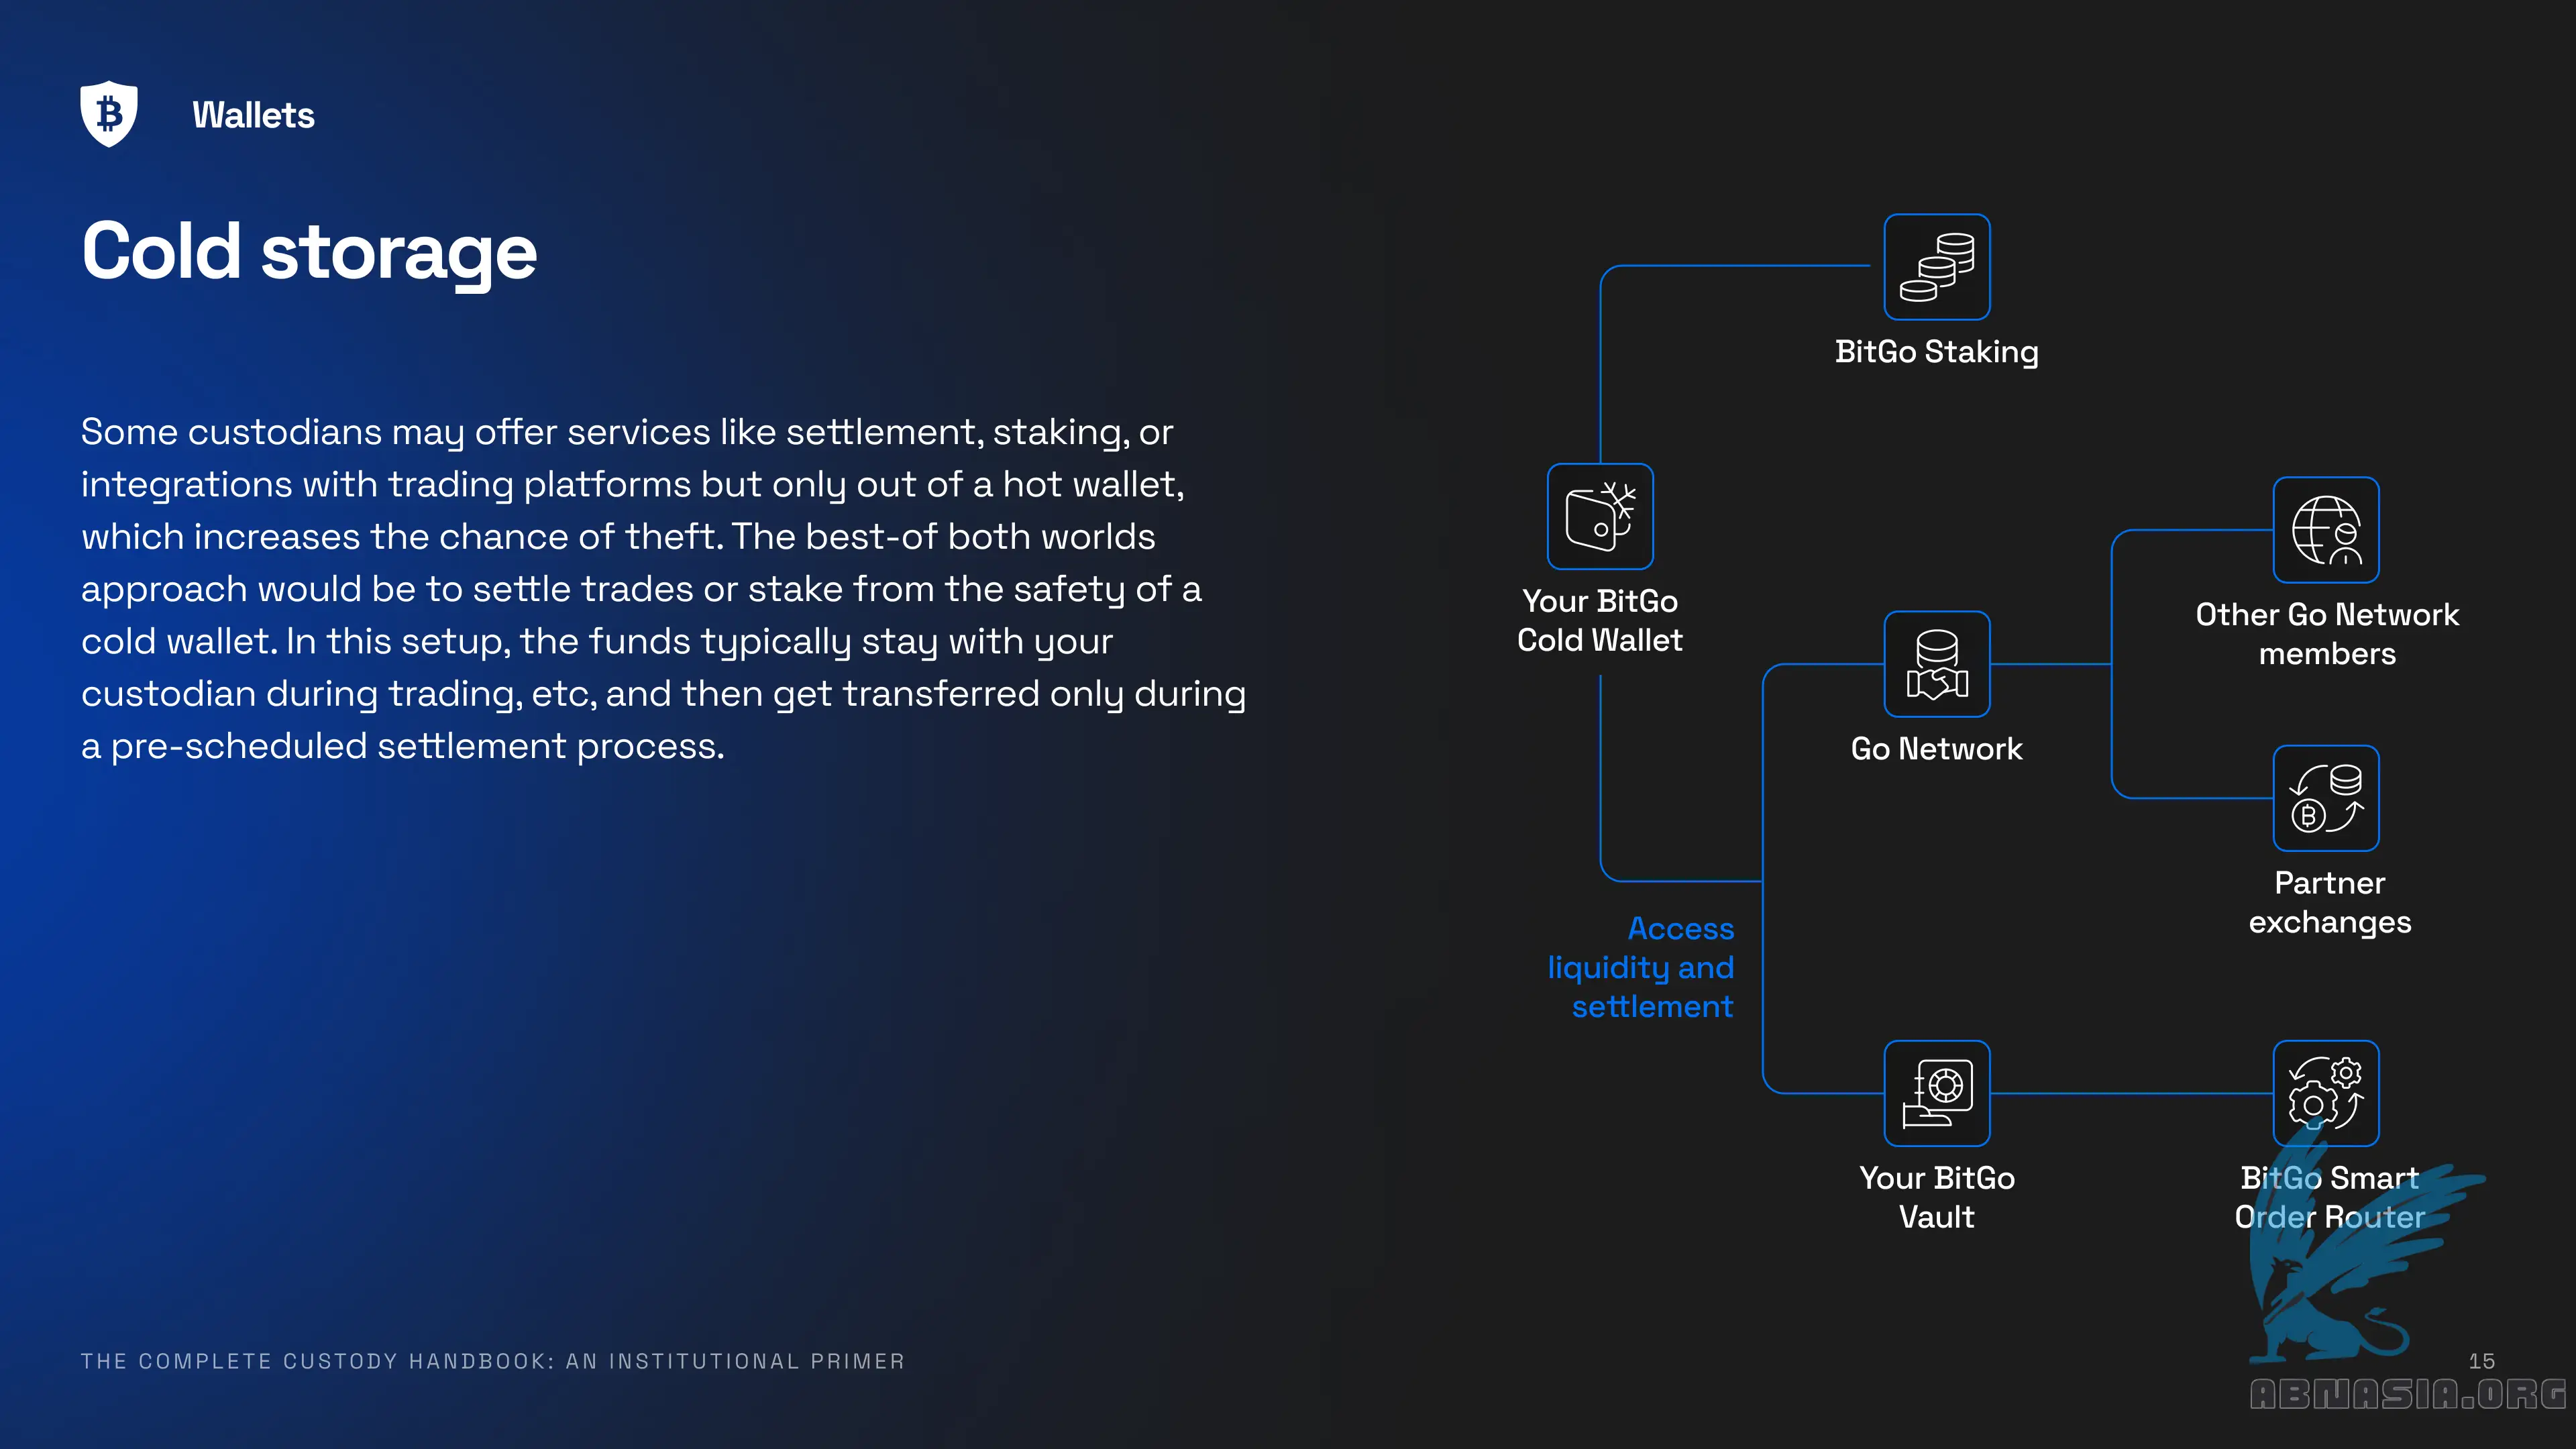 Wallets
Cold storage
Some custodians may offer services like settlement, staking, or
integrations with trading platforms but only out of a hot wallet,
which increases the chance of theft. The best-of both worlds
approach would be to settle trades or stake from the safety of a
cold wallet. In this setup, the funds typically stay with your
custodian during trading, etc, and then get transferred only during
a pre-scheduled settlement process.
BitGo Staking
Your BitGo
Cold Wallet
Other Go Network
members
Go Network
Partner
exchanges
Access
liquidity and
settlement
Your BitGo
Vault
BitGo Smart
Order Router
THE COMPLETE CUSTODY HANDBOOK: AN INSTITUTIONAL PRIMER
15
ABNASIA.ORG